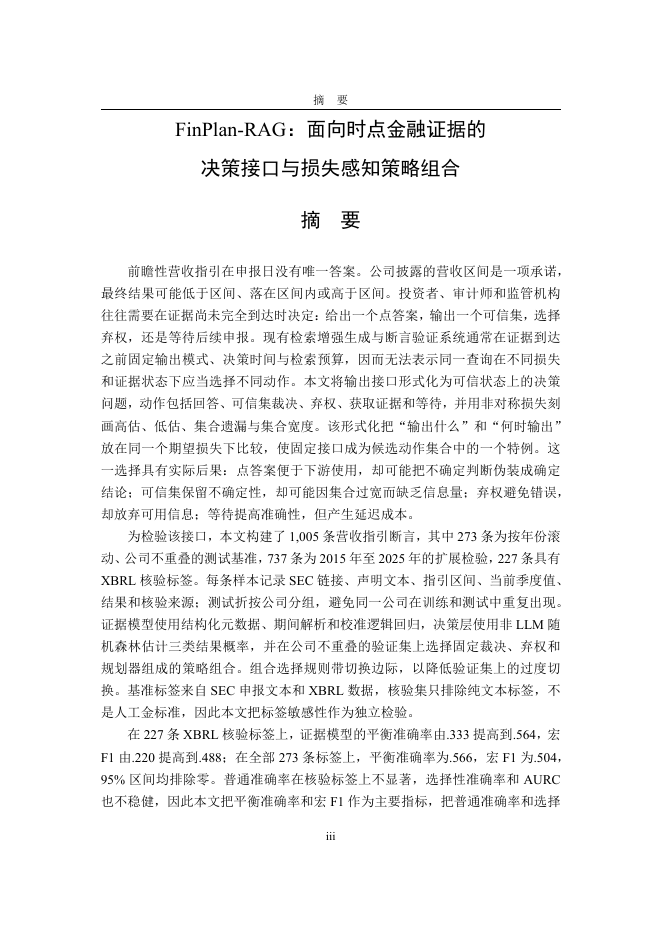 摘 要
FinPlan-RAG：面向时点金融证据的
决策接口与损失感知策略组合
摘 要
前瞻性营收指引在申报日没有唯一答案。公司披露的营收区间是一项承诺，
最终结果可能低于区间、落在区间内或高于区间。投资者、审计师和监管机构
往往需要在证据尚未完全到达时决定：给出一个点答案，输出一个可信集，选择
弃权，还是等待后续申报。现有检索增强生成与断言验证系统通常在证据到达
之前固定输出模式、决策时间与检索预算，因而无法表示同一查询在不同损失
和证据状态下应当选择不同动作。本文将输出接口形式化为可信状态上的决策
问题，动作包括回答、可信集裁决、弃权、获取证据和等待，并用非对称损失刻
画高估、低估、集合遗漏与集合宽度。该形式化把“输出什么”和“何时输出”
放在同一个期望损失下比较，使固定接口成为候选动作集合中的一个特例。这
一选择具有实际后果：点答案便于下游使用，却可能把不确定判断伪装成确定
结论；可信集保留不确定性，却可能因集合过宽而缺乏信息量；弃权避免错误，
却放弃可用信息；等待提高准确性，但产生延迟成本。
为检验该接口，本文构建了 1,005 条营收指引断言，其中 273 条为按年份滚
动、公司不重叠的测试基准，737 条为 2015 年至 2025 年的扩展检验，227 条具有
XBRL 核验标签。每条样本记录 SEC 链接、声明文本、指引区间、当前季度值、
结果和核验来源；测试折按公司分组，避免同一公司在训练和测试中重复出现。
证据模型使用结构化元数据、期间解析和校准逻辑回归，决策层使用非 LLM 随
机森林估计三类结果概率，并在公司不重叠的验证集上选择固定裁决、弃权和
规划器组成的策略组合。组合选择规则带切换边际，以降低验证集上的过度切
换。基准标签来自 SEC 申报文本和 XBRL 数据，核验集只排除纯文本标签，不
是人工金标准，因此本文把标签敏感性作为独立检验。
在 227 条 XBRL 核验标签上，证据模型的平衡准确率由.333 提高到.564，宏
F1 由.220 提高到.488；在全部 273 条标签上，平衡准确率为.566，宏 F1 为.504，
95% 区间均排除零。普通准确率在核验标签上不显著，选择性准确率和 AURC
也不稳健，因此本文把平衡准确率和宏 F1 作为主要指标，把普通准确率和选择
iii